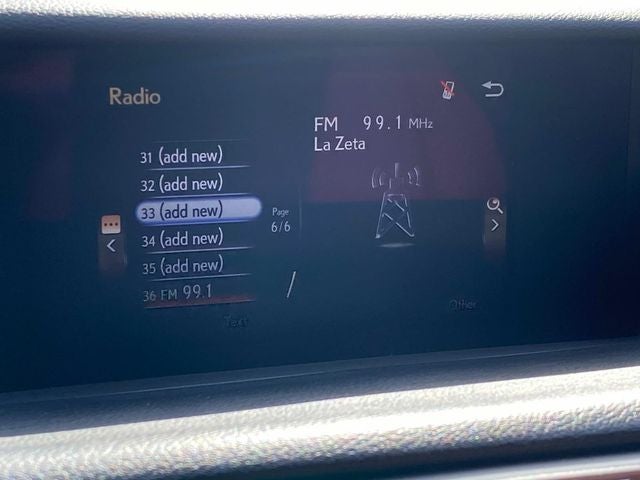 Radio
FM 99.1 MHz
La Zeta
31 (add new)
32 (add new)
33 (add new)
34 (add new)
35 (add new)
36 FM 99.1
Page
6/6
Text
Other